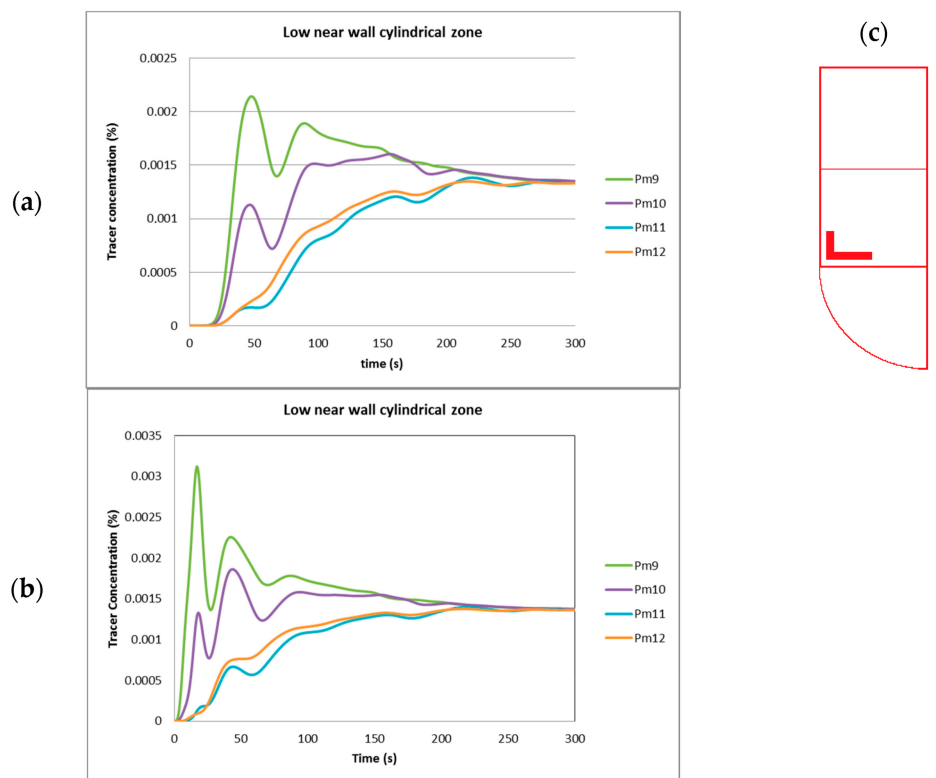 (a)
Low near wall cylindrical zone
Tracer concentration (%)
0.0025
0.002
0.0015
0.001
0.0005
0
0 50 100 150 200 250 300
time (s)
Pm9
Pm10
Pm11
Pm12
(c)
(b)
Low near wall cylindrical zone
Tracer Concentration (%)
0.0035
0.003
0.0025
0.002
0.0015
0.001
0.0005
0
0 50 100 150 200 250 300
Time (s)
Pm9
Pm10
Pm11
Pm12